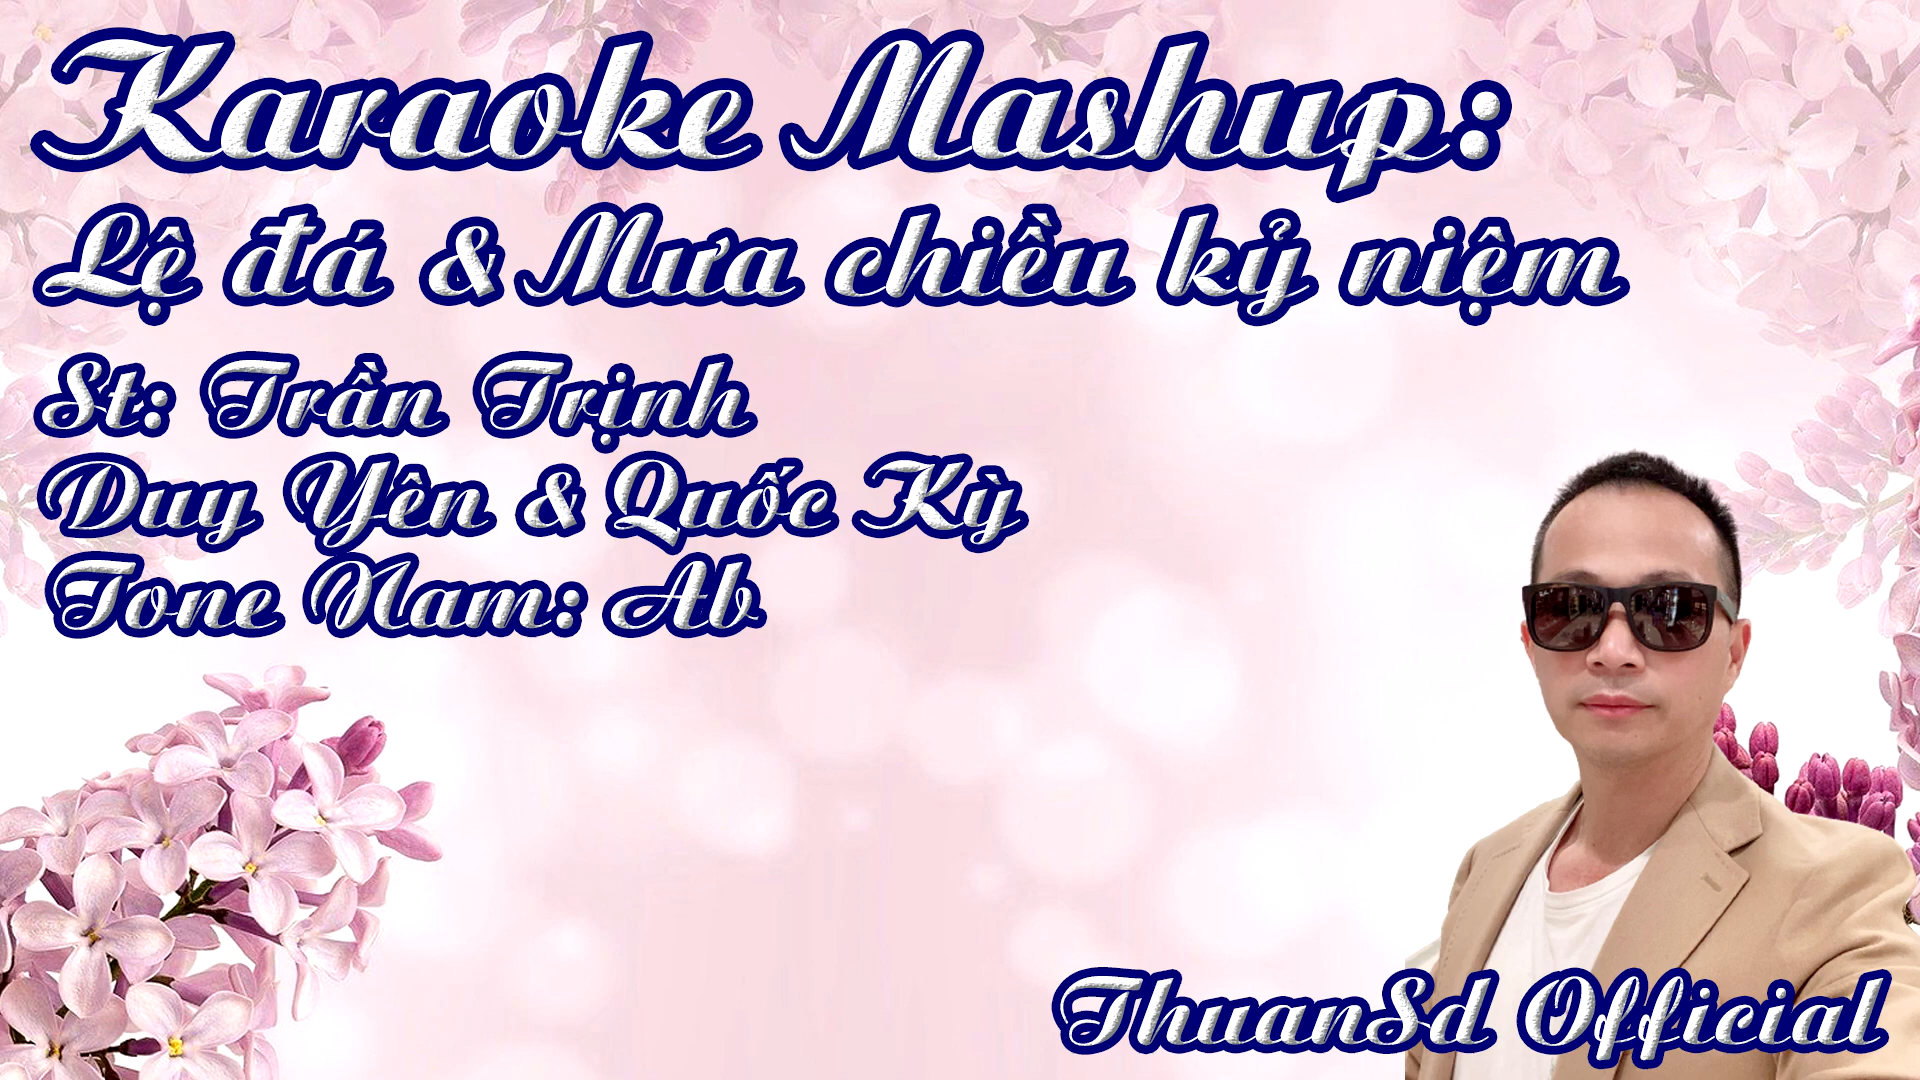 Karaoke Mashup:
Lệ đá & Mưa chiều kỷ niệm
St: Trần Trịnh
Duy Yên & Quốc Kỳ
Tone Nam: Ab
ThuanSd Official